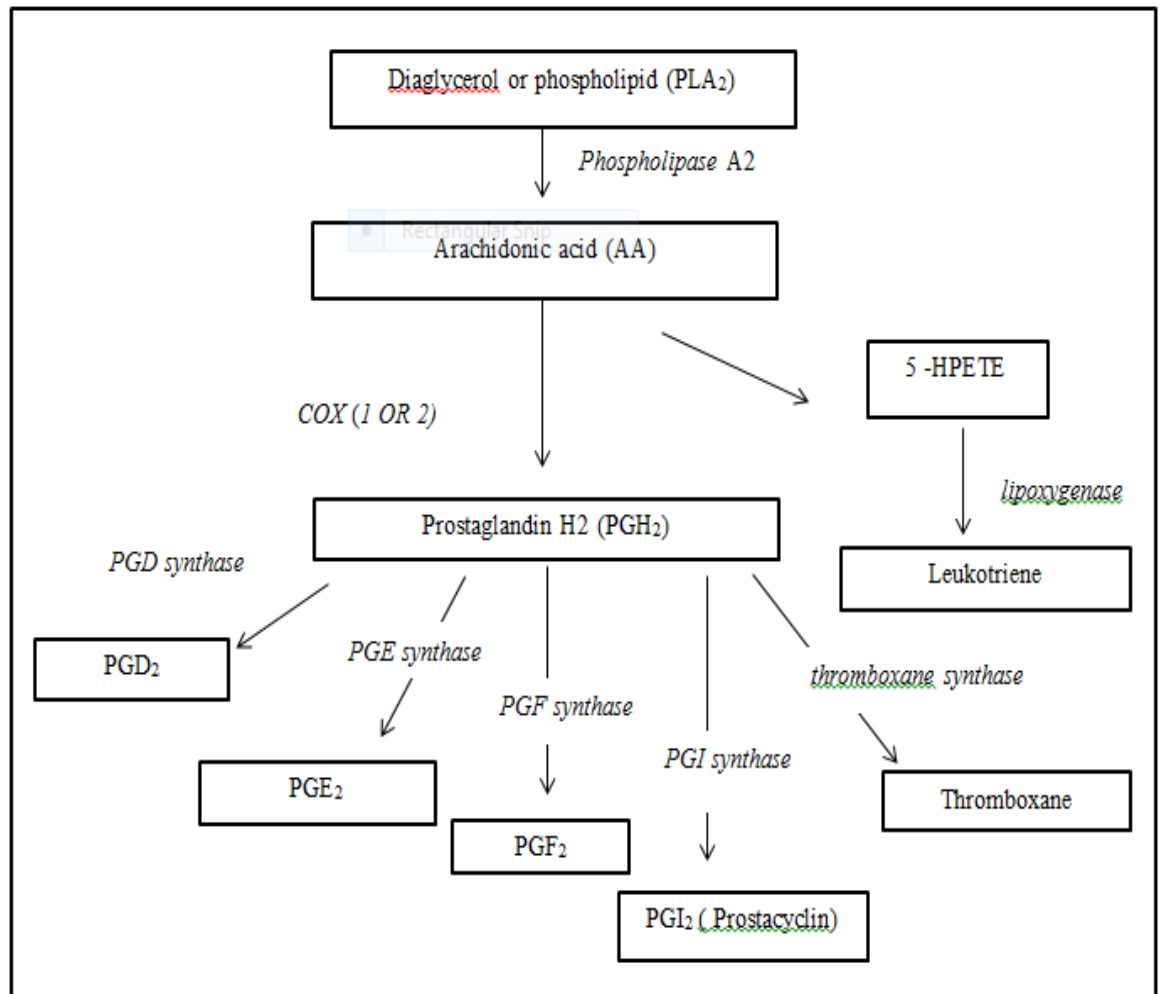 Diaglycerol or phospholipid (PLA₂)
Phospholipase A2
Rectangular Snip
Arachidonic acid (AA)
5 -HPETE
COX (1 OR 2)
lipoxygenase
Prostaglandin H2 (PGH₂)
PGD synthase
Leukotriene
PGE synthase
PGD₂
thromboxane synthase
PGF synthase
PGI synthase
PGE₂
Thromboxane
PGF₂
PGI₂ ( Prostacyclin)